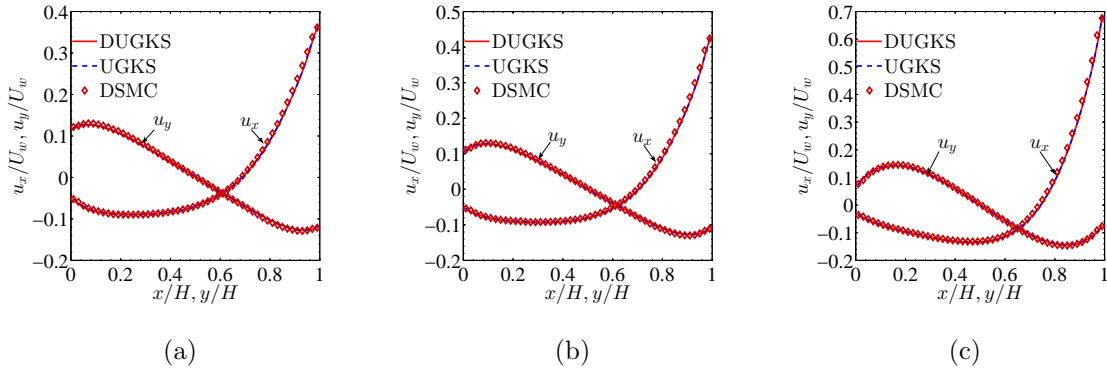 0.4
0.3
0.2
0.1
0
−0.1
−0.2
u_x/U_w, u_y/U_w
DUGKS
UGKS
DSMC
u_y
u_x
0 0.2 0.4 0.6 0.8 1
x/H, y/H
(a)
0.5
0.4
0.3
0.2
0.1
0
−0.1
−0.2
u_x/U_w, u_y/U_w
DUGKS
UGKS
DSMC
u_y
u_x
0 0.2 0.4 0.6 0.8 1
x/H, y/H
(b)
0.7
0.6
0.5
0.4
0.3
0.2
0.1
0
−0.1
−0.2
u_x/U_w, u_y/U_w
DUGKS
UGKS
DSMC
u_y
u_x
0 0.2 0.4 0.6 0.8 1
x/H, y/H
(c)